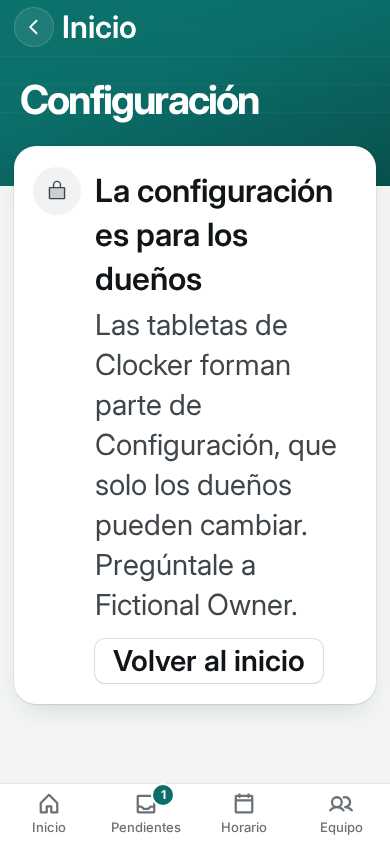 Inicio
Configuración
La configuración
es para los
dueños
Las tabletas de
Clocker forman
parte de
Configuración, que
solo los dueños
pueden cambiar.
Pregúntale a
Fictional Owner.
Volver al inicio
1
Inicio
Pendientes
Horario
Equipo